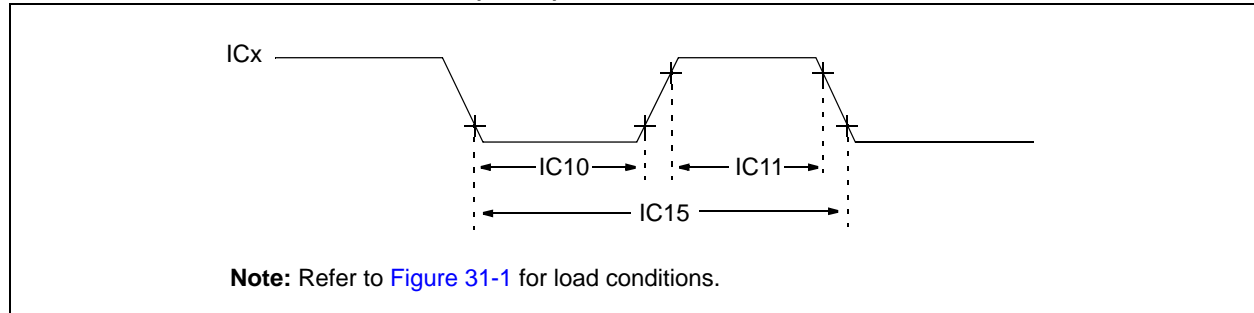 ICx
IC10
IC11
IC15
Note: Refer to Figure 31-1 for load conditions.